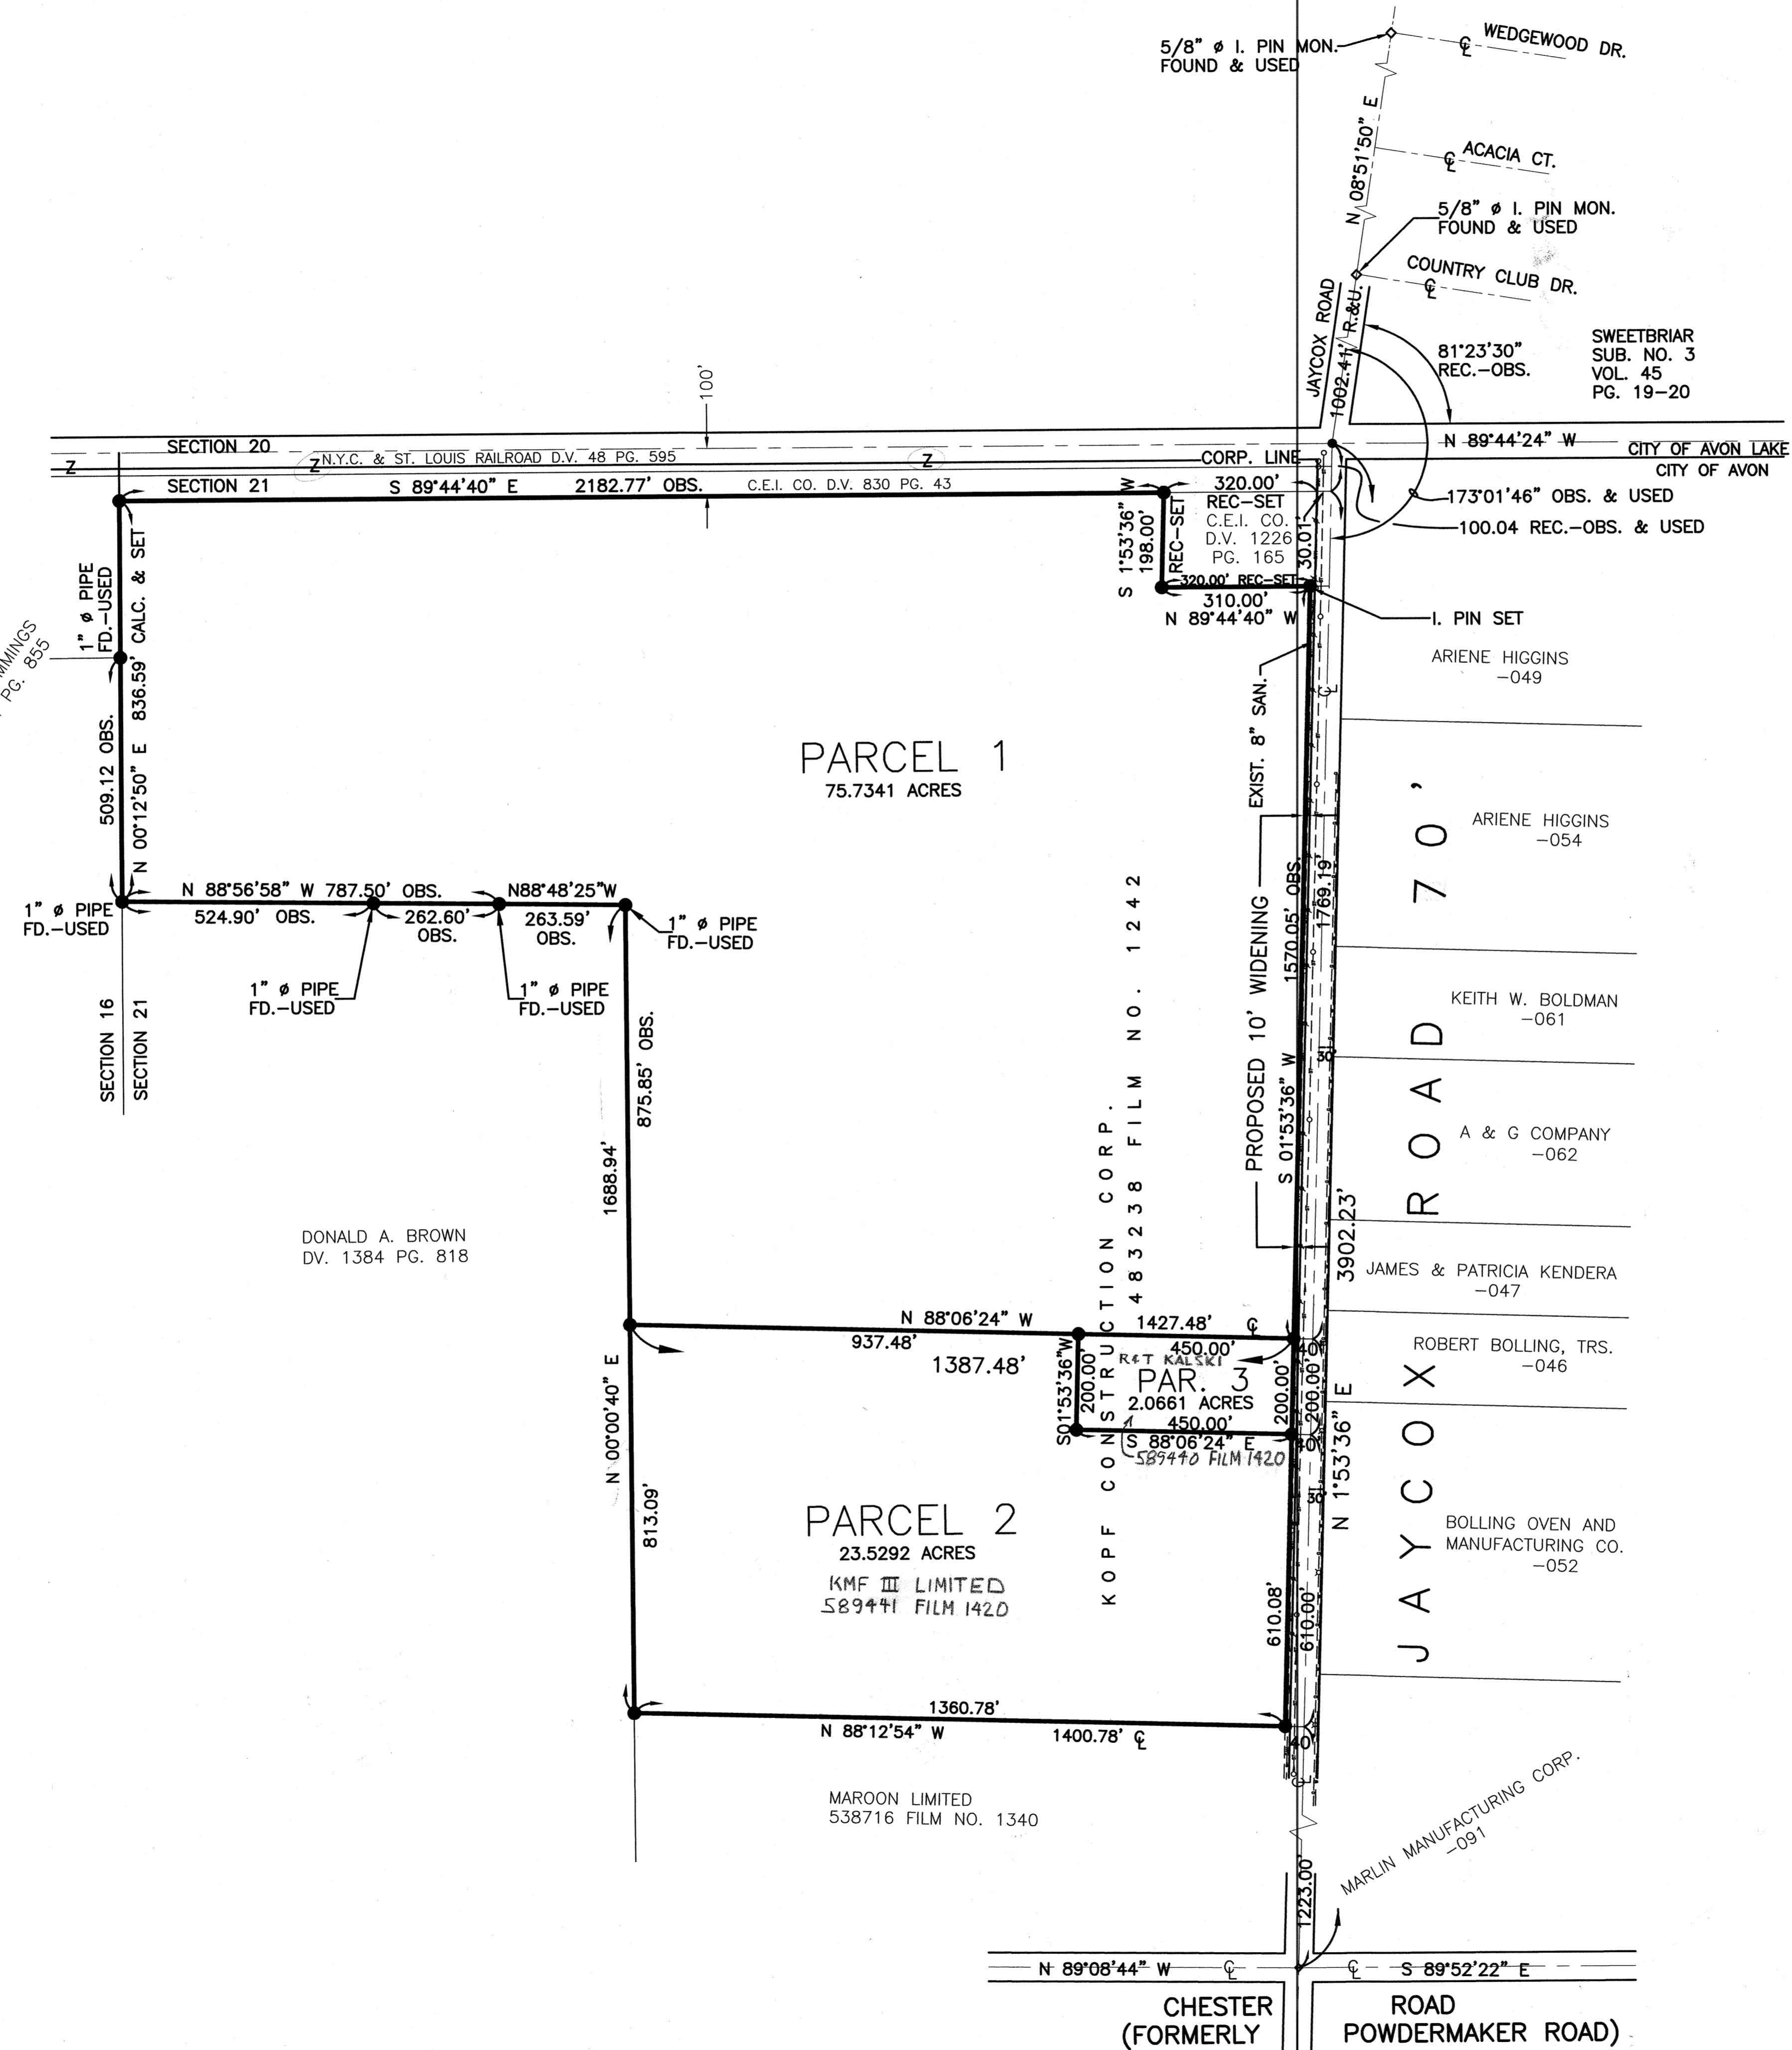 5/8" ø I. PIN MON.
FOUND & USED
℄ WEDGEWOOD DR.
N 08°51'50" E
℄ ACACIA CT.
5/8" ø I. PIN MON.
FOUND & USED
COUNTRY CLUB DR.
℄
JAYCOX ROAD
1002.41' R.&U.
81°23'30"
REC.-OBS.
SWEETBRIAR
SUB. NO. 3
VOL. 45
PG. 19-20
100'
SECTION 20
N 89°44'24" W
CITY OF AVON LAKE
CITY OF AVON
Z
Z
N.Y.C. & ST. LOUIS RAILROAD D.V. 48 PG. 595
Z
CORP. LINE
SECTION 21
S 89°44'40" E 2182.77' OBS.
C.E.I. CO. D.V. 830 PG. 43
320.00'
REC-SET
C.E.I. CO.
D.V. 1226
PG. 165
S 1°53'36" W
198.00'
REC-SET
30.01'
173°01'46" OBS. & USED
100.04 REC.-OBS. & USED
320.00' REC-SET
310.00'
N 89°44'40" W
I. PIN SET
1" ø PIPE
FD.-USED
MMINGS
PG. 855
509.12 OBS.
N 00°12'50" E 836.59' CALC. & SET
PARCEL 1
75.7341 ACRES
EXIST. 8" SAN.
PROPOSED 10' WIDENING
1570.05' OBS.
S 01°53'36" W
1769.19'
ARIENE HIGGINS
-049
ARIENE HIGGINS
-054
KEITH W. BOLDMAN
-061
30'
A & G COMPANY
-062
JAMES & PATRICIA KENDERA
-047
ROBERT BOLLING, TRS.
-046
BOLLING OVEN AND
MANUFACTURING CO.
-052
JAYCOX ROAD 70'
3902.23'
N 1°53'36" E
℄
N 88°56'58" W 787.50' OBS.
N88°48'25"W
524.90' OBS.
262.60'
OBS.
263.59'
OBS.
1" ø PIPE
FD.-USED
1" ø PIPE
FD.-USED
1" ø PIPE
FD.-USED
1" ø PIPE
FD.-USED
SECTION 16
SECTION 21
875.85' OBS.
1688.94'
N 00°00'40" E
813.09'
DONALD A. BROWN
DV. 1384 PG. 818
KOPF CONSTRUCTION CORP.
483238 FILM NO. 1242
N 88°06'24" W
1427.48' ℄
937.48'
450.00'
1387.48'
R&T KALSKI
PAR. 3
2.0661 ACRES
450.00'
S 88°06'24" E
589440 FILM 1420
S01°53'36"W
200.00'
200.00'
200.00'
40'
40'
30'
PARCEL 2
23.5292 ACRES
KMF III LIMITED
589441 FILM 1420
610.08'
610.00'
1360.78'
N 88°12'54" W
1400.78' ℄
40'
℄
MAROON LIMITED
538716 FILM NO. 1340
MARLIN MANUFACTURING CORP.
-091
1223.00'
N 89°08'44" W
℄
℄
S 89°52'22" E
CHESTER ROAD
(FORMERLY POWDERMAKER ROAD)